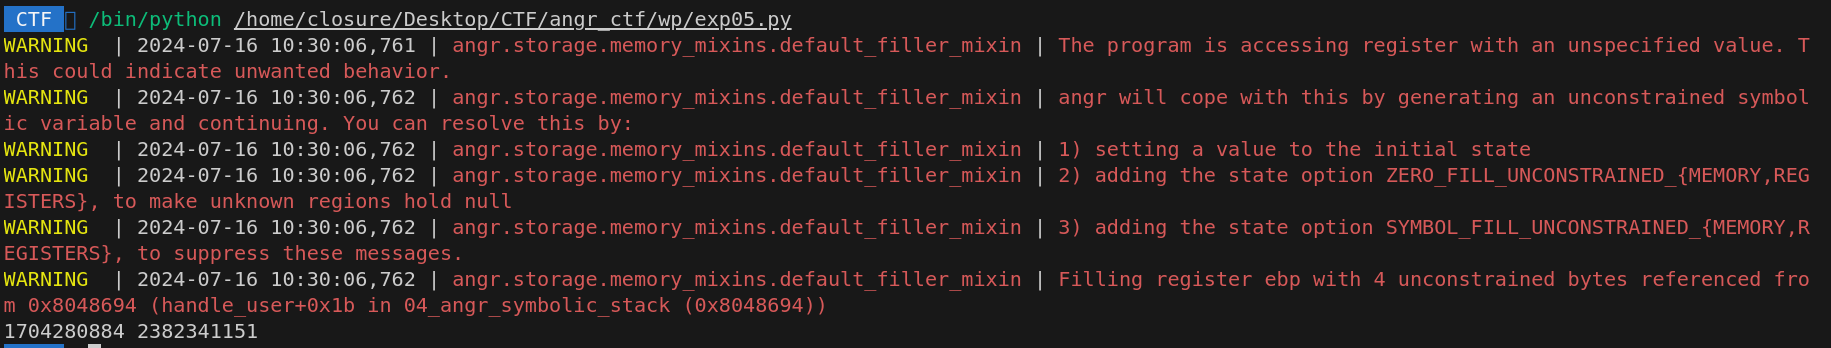 CTF  /bin/python /home/closure/Desktop/CTF/angr_ctf/wp/exp05.py
WARNING  | 2024-07-16 10:30:06,761 | angr.storage.memory_mixins.default_filler_mixin | The program is accessing register with an unspecified value. T
his could indicate unwanted behavior.
WARNING  | 2024-07-16 10:30:06,762 | angr.storage.memory_mixins.default_filler_mixin | angr will cope with this by generating an unconstrained symbol
ic variable and continuing. You can resolve this by:
WARNING  | 2024-07-16 10:30:06,762 | angr.storage.memory_mixins.default_filler_mixin | 1) setting a value to the initial state
WARNING  | 2024-07-16 10:30:06,762 | angr.storage.memory_mixins.default_filler_mixin | 2) adding the state option ZERO_FILL_UNCONSTRAINED_{MEMORY,REG
ISTERS}, to make unknown regions hold null
WARNING  | 2024-07-16 10:30:06,762 | angr.storage.memory_mixins.default_filler_mixin | 3) adding the state option SYMBOL_FILL_UNCONSTRAINED_{MEMORY,R
EGISTERS}, to suppress these messages.
WARNING  | 2024-07-16 10:30:06,762 | angr.storage.memory_mixins.default_filler_mixin | Filling register ebp with 4 unconstrained bytes referenced fro
m 0x8048694 (handle_user+0x1b in 04_angr_symbolic_stack (0x8048694))
1704280884 2382341151